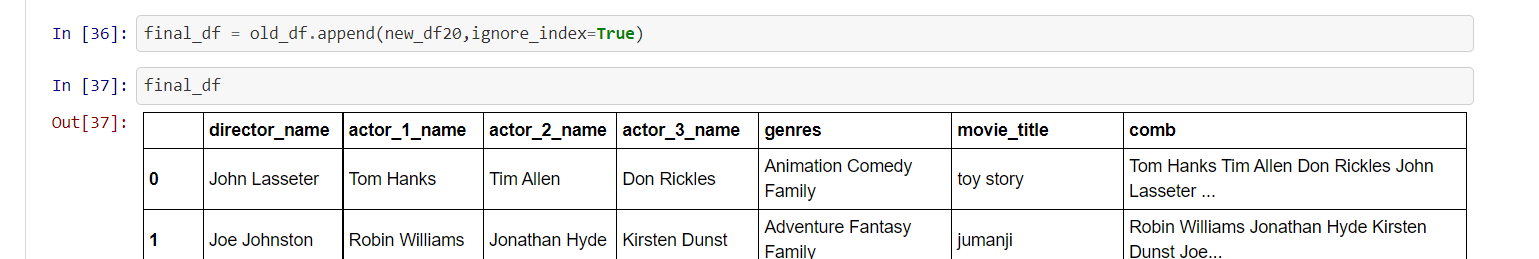 In [36]: final_df = old_df.append(new_df20,ignore_index=True)
In [37]: final_df
Out[37]:
director_name actor_1_name actor_2_name actor_3_name genres movie_title comb
0 John Lasseter Tom Hanks Tim Allen Don Rickles Animation Comedy Family toy story Tom Hanks Tim Allen Don Rickles John Lasseter ...
1 Joe Johnston Robin Williams Jonathan Hyde Kirsten Dunst Adventure Fantasy Family jumanji Robin Williams Jonathan Hyde Kirsten Dunst Joe...